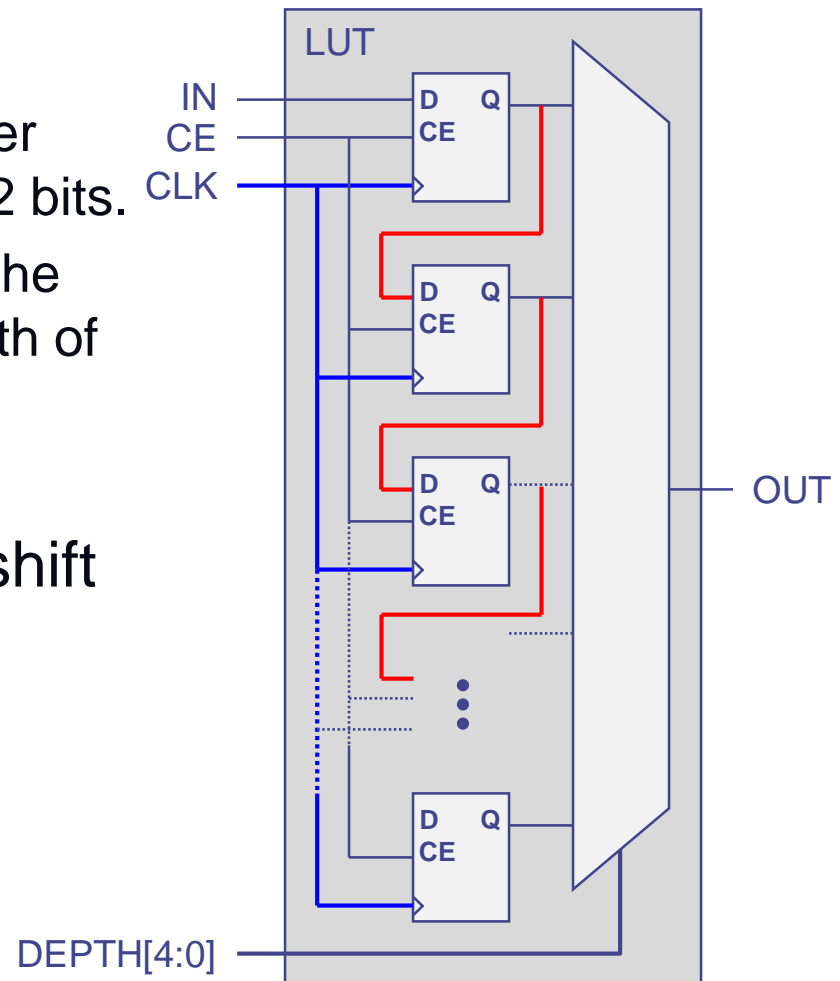 LUT
IN
er
CE
2 bits.
CLK
he
th of
shift
D Q
CE
D Q
CE
D Q
CE
D Q
CE
OUT
DEPTH[4:0]